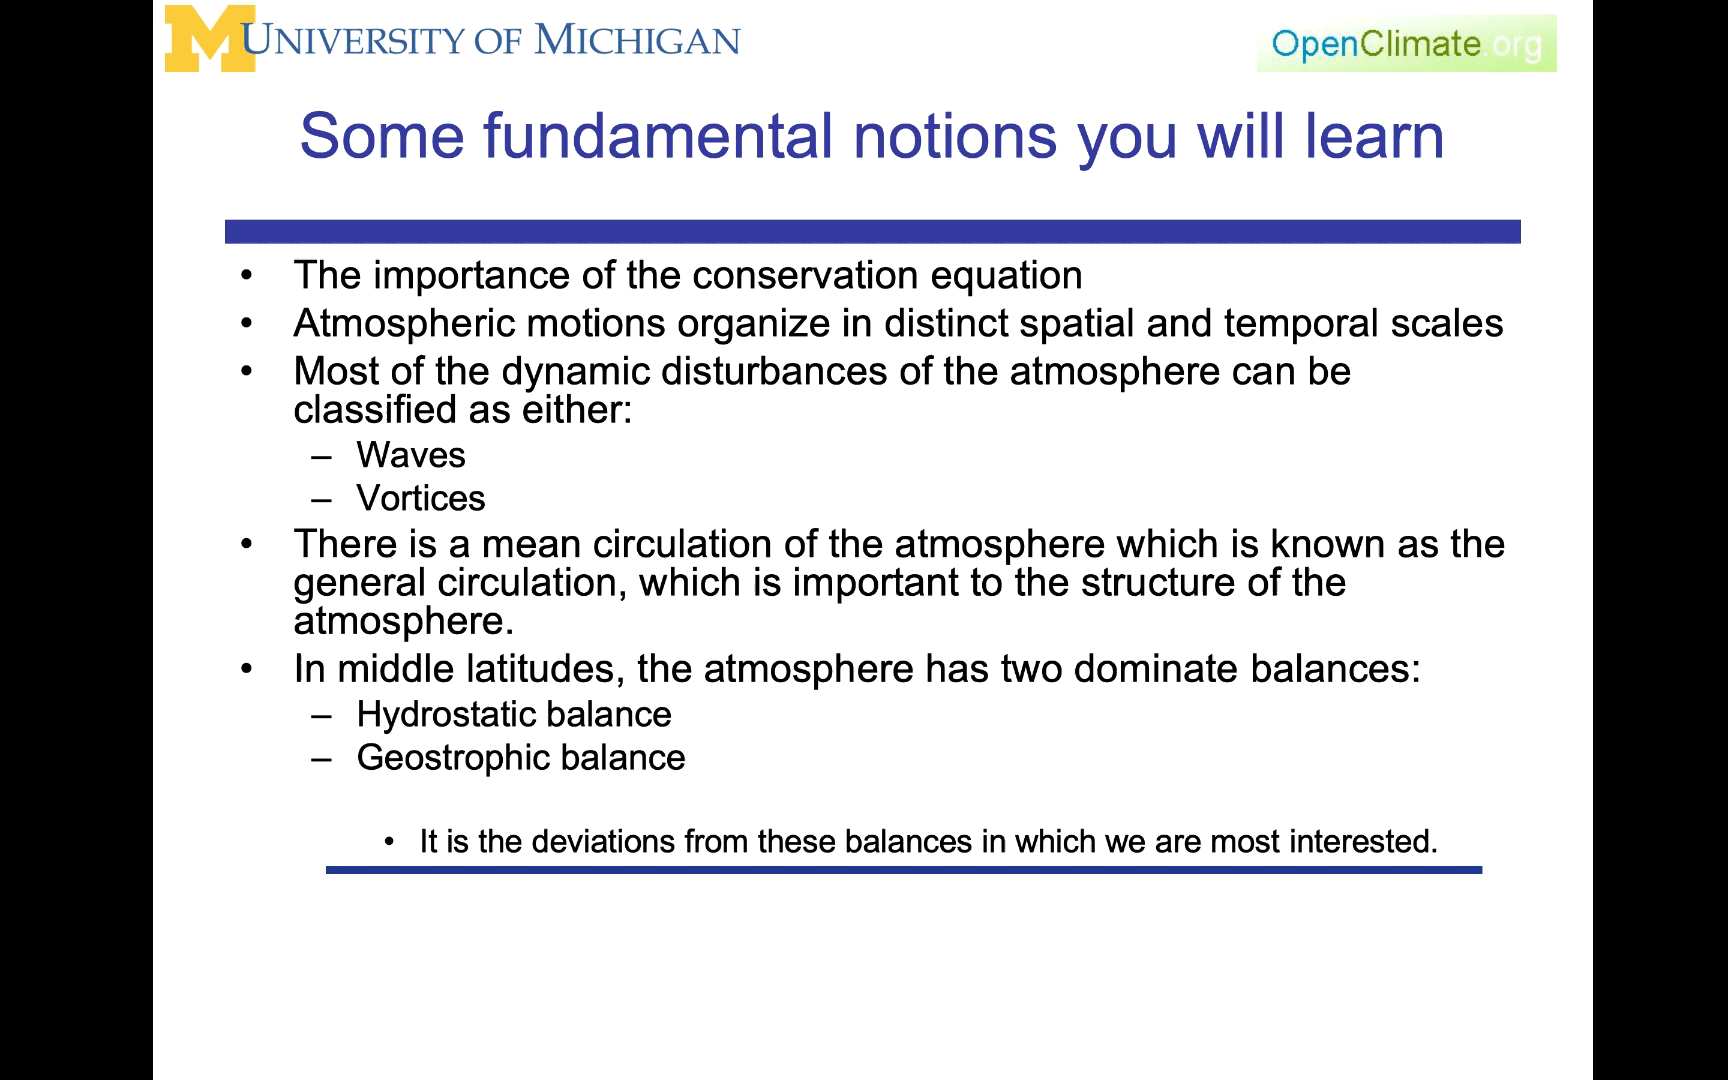 UNIVERSITY OF MICHIGAN
OpenClimate.org
Some fundamental notions you will learn
• The importance of the conservation equation
• Atmospheric motions organize in distinct spatial and temporal scales
• Most of the dynamic disturbances of the atmosphere can be
classified as either:
– Waves
– Vortices
• There is a mean circulation of the atmosphere which is known as the
general circulation, which is important to the structure of the
atmosphere.
• In middle latitudes, the atmosphere has two dominate balances:
– Hydrostatic balance
– Geostrophic balance
• It is the deviations from these balances in which we are most interested.